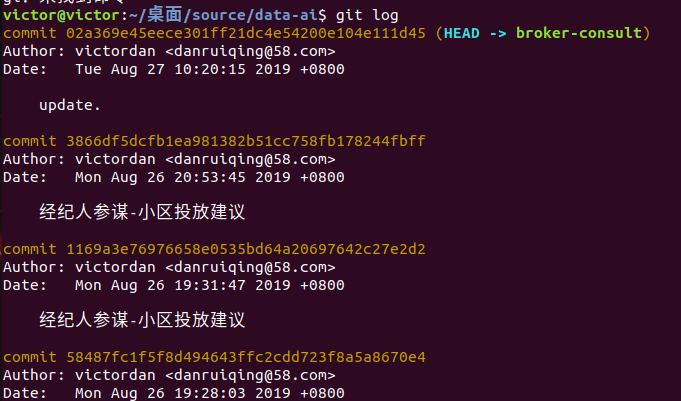 victor@victor:~/桌面/source/data-ai$ git log
commit 02a369e45eece301ff21dc4e54200e104e111d45 (HEAD -> broker-consult)
Author: victordan <danruiqing@58.com>
Date:   Tue Aug 27 10:20:15 2019 +0800
update.
commit 3866df5dcfb1ea981382b51cc758fb178244fbff
Author: victordan <danruiqing@58.com>
Date:   Mon Aug 26 20:53:45 2019 +0800
经纪人参谋-小区投放建议
commit 1169a3e76976658e0535bd64a20697642c27e2d2
Author: victordan <danruiqing@58.com>
Date:   Mon Aug 26 19:31:47 2019 +0800
经纪人参谋-小区投放建议
commit 58487fc1f5f8d494643ffc2cdd723f8a5a8670e4
Author: victordan <danruiqing@58.com>
Date:   Mon Aug 26 19:28:03 2019 +0800